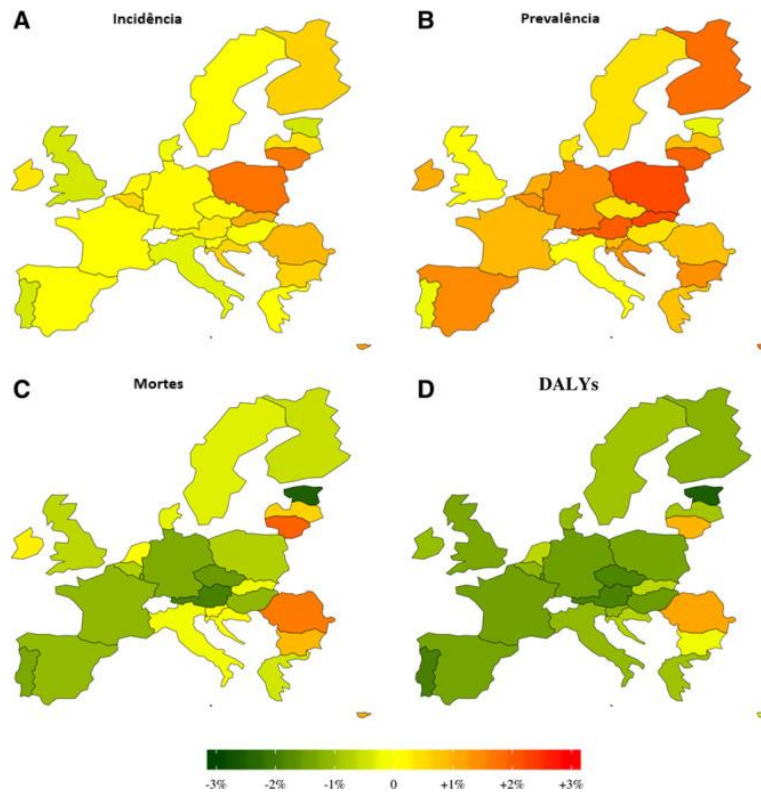 A Incidência
B Prevalência
C Mortes
D DALYs
-3% -2% -1% 0 +1% +2% +3%